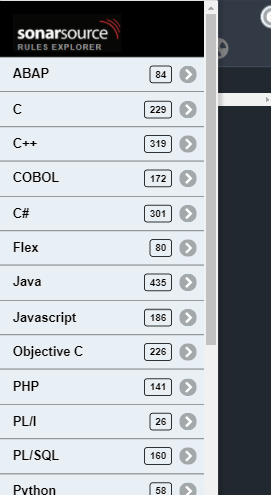 sonarsource
RULES EXPLORER
ABAP 84
C 229
C++ 319
COBOL 172
C# 301
Flex 80
Java 435
Javascript 186
Objective C 226
PHP 141
PL/I 26
PL/SQL 160
Python 58